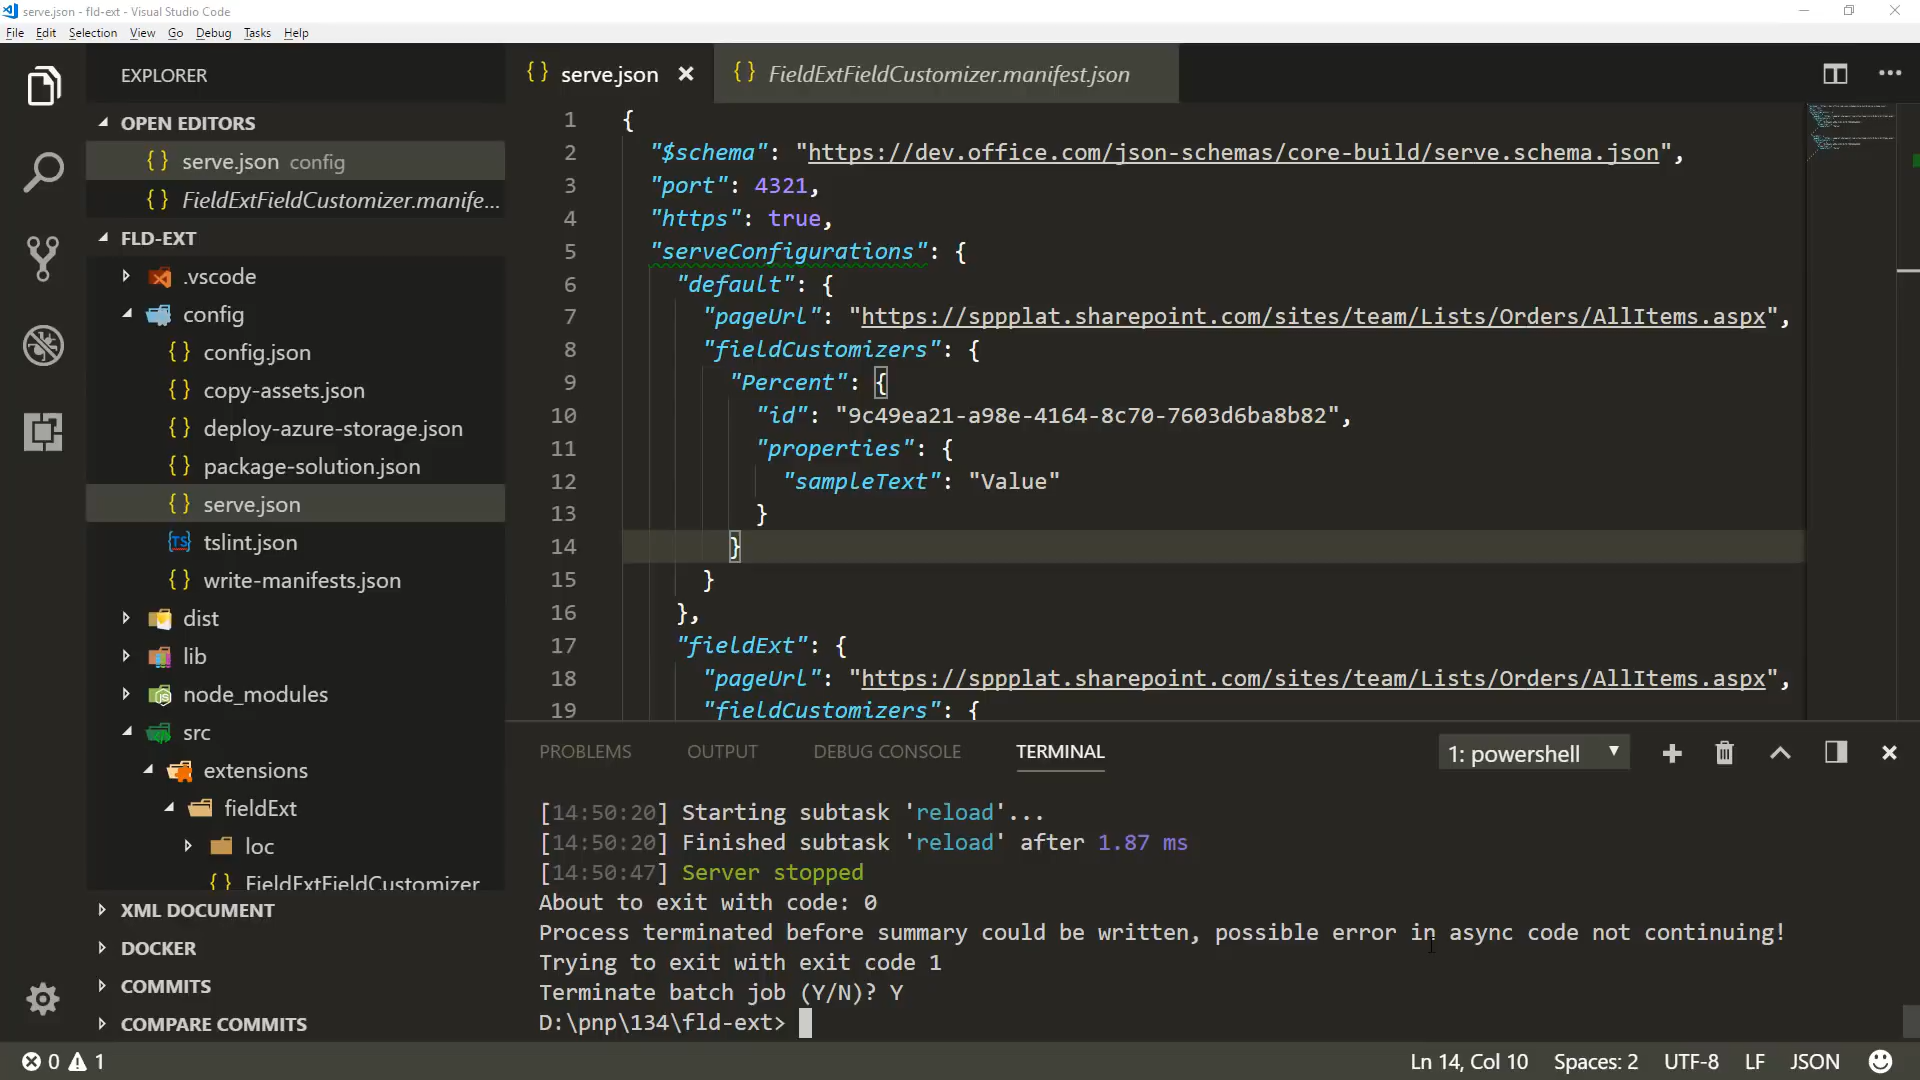 serve.json - fld-ext - Visual Studio Code
File Edit Selection View Go Debug Tasks Help
EXPLORER
OPEN EDITORS
serve.json config
FieldExtFieldCustomizer.manife...
FLD-EXT
.vscode
config
config.json
copy-assets.json
deploy-azure-storage.json
package-solution.json
serve.json
tslint.json
write-manifests.json
dist
lib
node_modules
src
extensions
fieldExt
loc
FieldExtFieldCustomizer
XML DOCUMENT
DOCKER
COMMITS
COMPARE COMMITS
serve.json
FieldExtFieldCustomizer.manifest.json
1 {
2 "$schema": "https://dev.office.com/json-schemas/core-build/serve.schema.json",
3 "port": 4321,
4 "https": true,
5 "serveConfigurations": {
6 "default": {
7 "pageUrl": "https://sppplat.sharepoint.com/sites/team/Lists/Orders/AllItems.aspx",
8 "fieldCustomizers": {
9 "Percent": {
10 "id": "9c49ea21-a98e-4164-8c70-7603d6ba8b82",
11 "properties": {
12 "sampleText": "Value"
13 }
14 }
15 }
16 },
17 "fieldExt": {
18 "pageUrl": "https://sppplat.sharepoint.com/sites/team/Lists/Orders/AllItems.aspx",
19 "fieldCustomizers": {
PROBLEMS OUTPUT DEBUG CONSOLE TERMINAL 1: powershell
[14:50:20] Starting subtask 'reload'...
[14:50:20] Finished subtask 'reload' after 1.87 ms
[14:50:47] Server stopped
About to exit with code: 0
Process terminated before summary could be written, possible error in async code not continuing!
Trying to exit with exit code 1
Terminate batch job (Y/N)? Y
D:\pnp\134\fld-ext>
0 1 Ln 14, Col 10 Spaces: 2 UTF-8 LF JSON